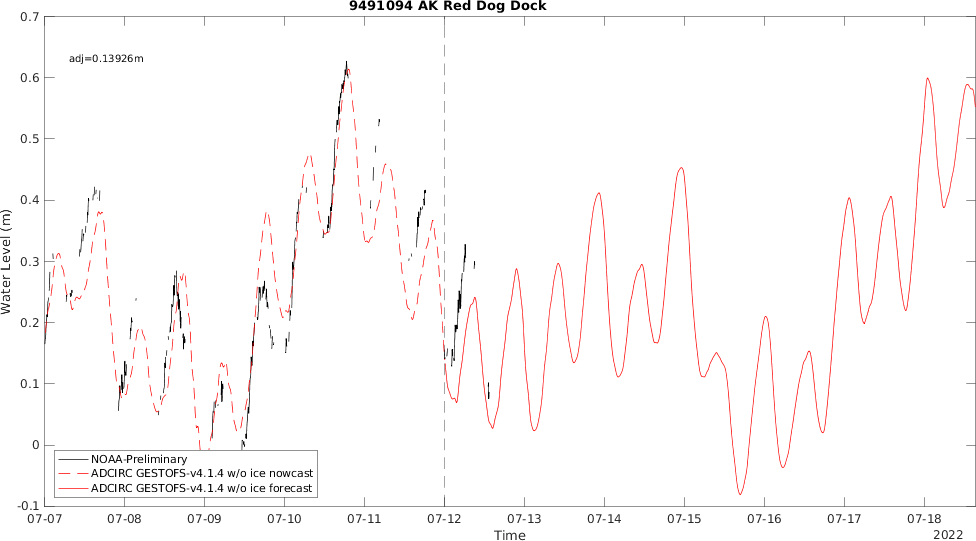 9491094 AK Red Dog Dock
0.7
adj=0.13926m
0.6
0.5
0.4
0.3
0.2
0.1
0
-0.1
Water Level (m)
NOAA-Preliminary
ADCIRC GESTOFS-v4.1.4 w/o ice nowcast
ADCIRC GESTOFS-v4.1.4 w/o ice forecast
07-07 07-08 07-09 07-10 07-11 07-12 07-13 07-14 07-15 07-16 07-17 07-18
Time
2022